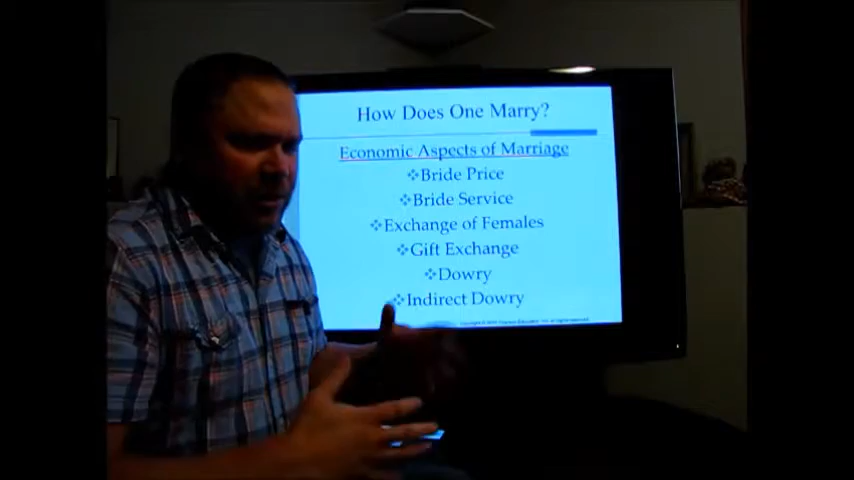 How Does One Marry?
Economic Aspects of Marriage
❖Bride Price
❖Bride Service
❖Exchange of Females
❖Gift Exchange
❖Dowry
❖Indirect Dowry